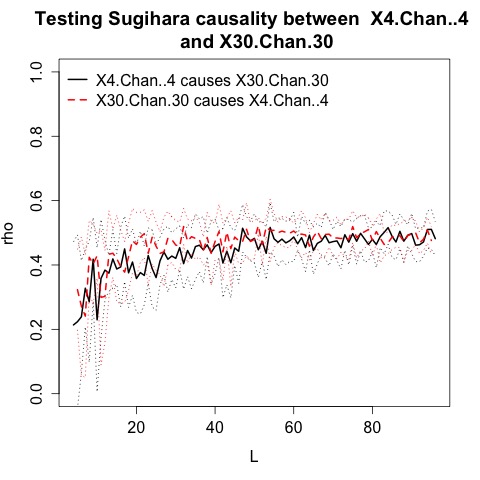 Testing Sugihara causality between  X4.Chan..4
and X30.Chan.30
X4.Chan..4 causes X30.Chan.30
X30.Chan.30 causes X4.Chan..4
rho
1.0
0.8
0.6
0.4
0.2
0.0
20 40 60 80
L